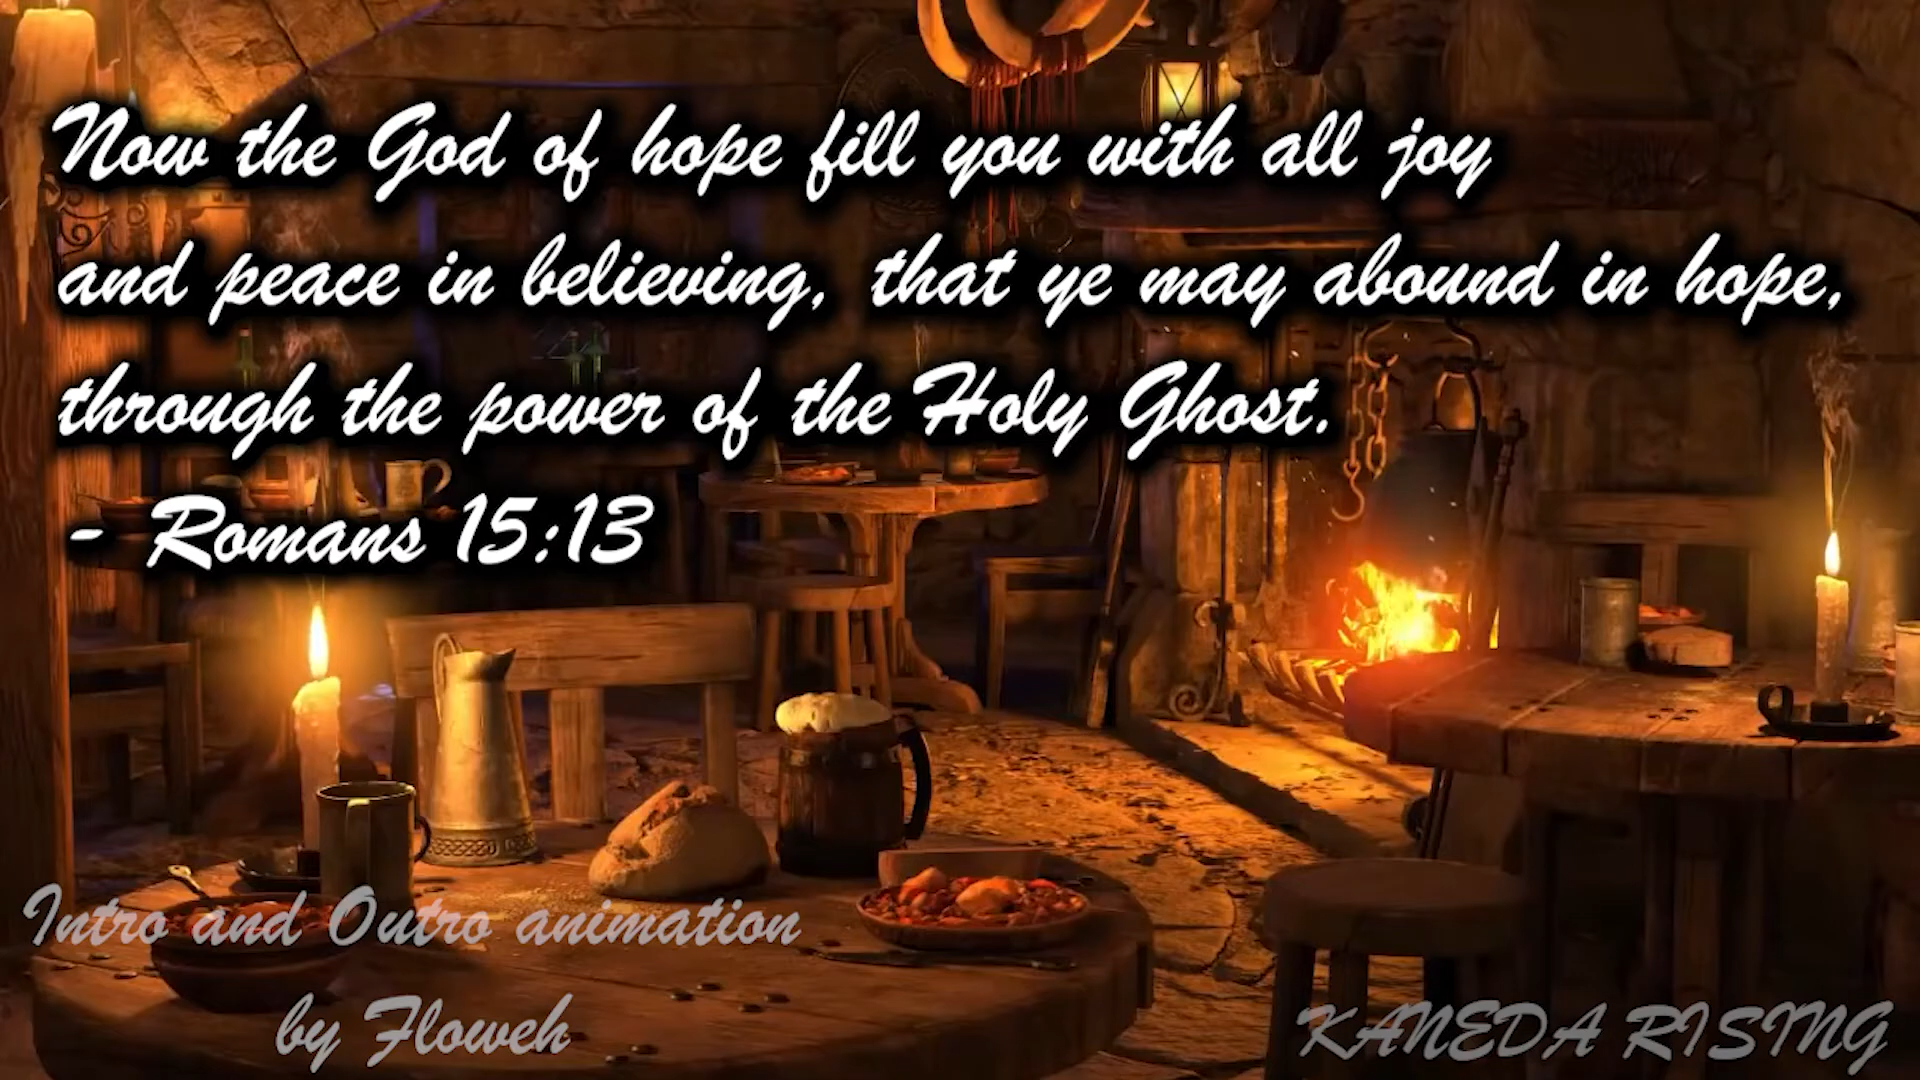 Now the God of hope fill you with all joy
and peace in believing, that ye may abound in hope,
through the power of the Holy Ghost.
- Romans 15:13
Intro and Outro animation
by Floweh
KANEDA RISING